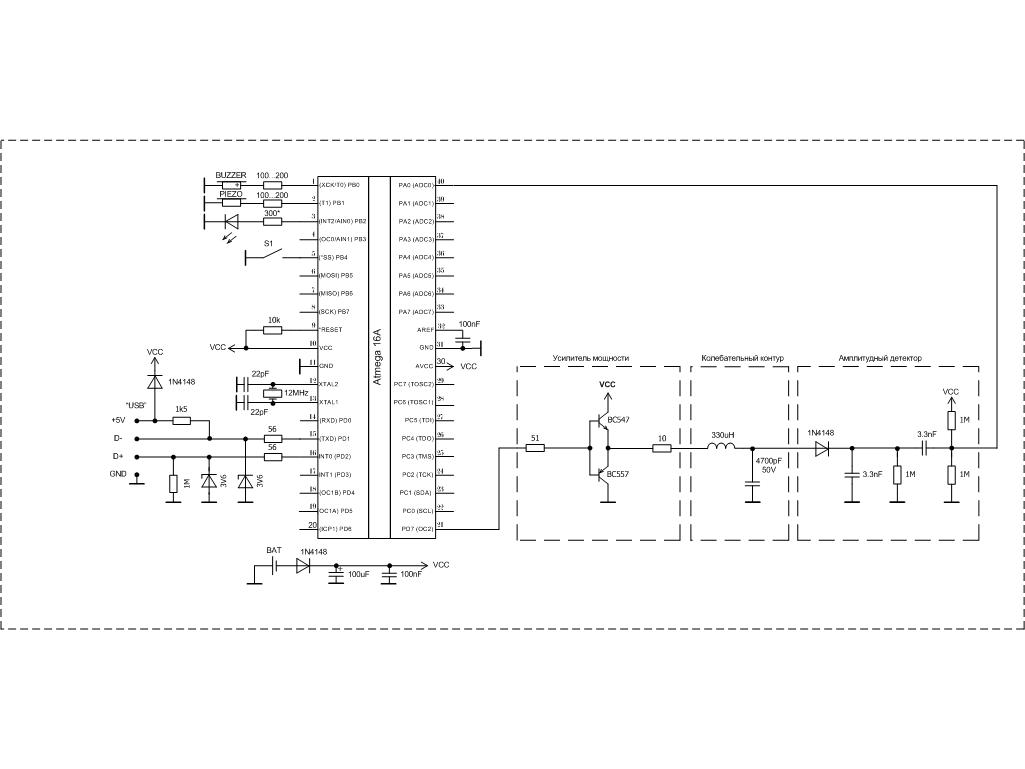 BUZZER 100...200
PIEZO 100...200
300*
S1
10k
VCC
22pF
12MHz
22pF
VCC
1N4148
"USB"
+5V 1k5
D- 56
D+ 56
GND
1M 3V6 3V6
1 (XCK/T0) PB0
2 (T1) PB1
3 (INT2/AIN0) PB2
4 (OC0/AIN1) PB3
5 (*SS) PB4
6 (MOSI) PB5
7 (MISO) PB6
8 (SCK) PB7
9 *RESET
10 VCC
11 GND
12 XTAL2
13 XTAL1
14 (RXD) PD0
15 (TXD) PD1
16 INT0 (PD2)
17 INT1 (PD3)
18 (OC1B) PD4
19 (OC1A) PD5
20 (ICP1) PD6
Atmega 16A
PA0 (ADC0) 40
PA1 (ADC1) 39
PA2 (ADC2) 38
PA3 (ADC3) 37
PA4 (ADC4) 36
PA5 (ADC5) 35
PA6 (ADC6) 34
PA7 (ADC7) 33
AREF 32 100nF
GND 31
AVCC 30 VCC
PC7 (TOSC2) 29
PC6 (TOSC1) 28
PC5 (TDI) 27
PC4 (TDO) 26
PC3 (TMS) 25
PC2 (TCK) 24
PC1 (SDA) 23
PC0 (SCL) 22
PD7 (OC2) 21
Усилитель мощности
VCC
BC547
51
10
BC557
Колебательный контур
330uH
4700pF
50V
Амплитудный детектор
VCC
1M
1N4148
3.3nF
3.3nF
1M
1M
BAT 1N4148
VCC
+
100uF 100nF